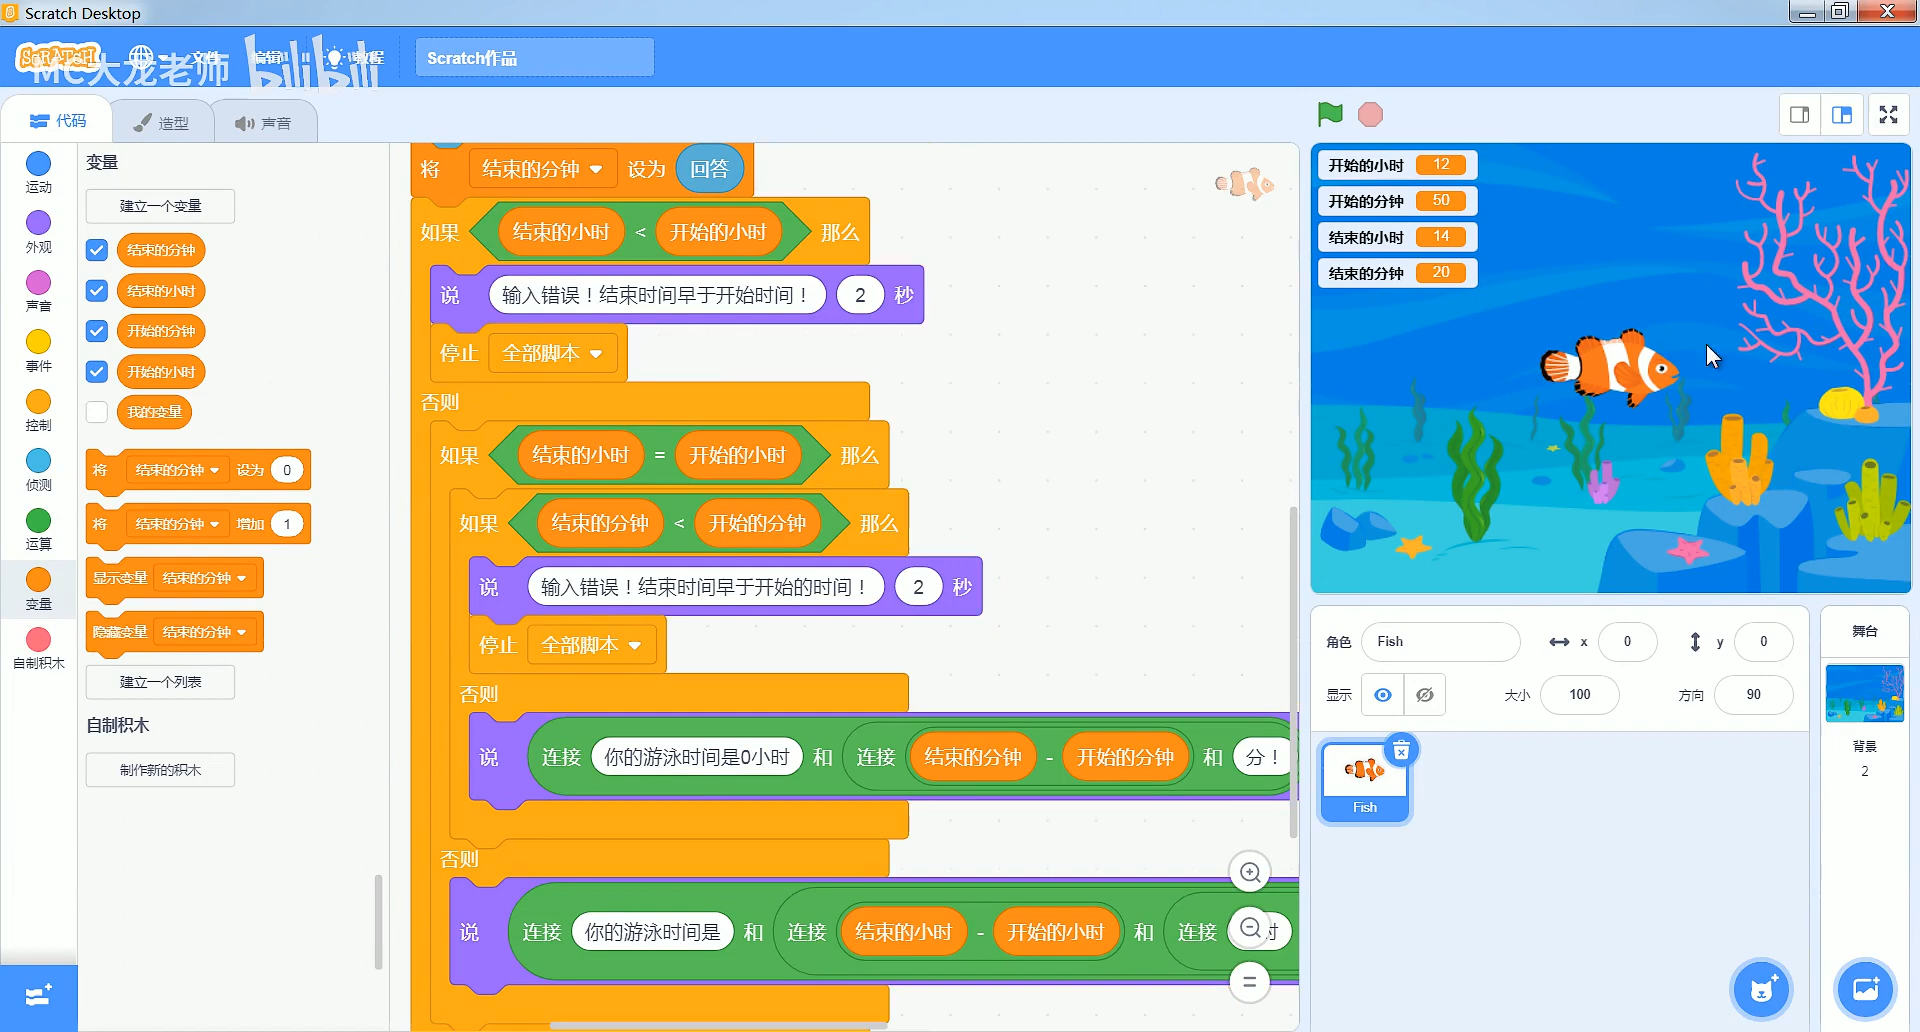 Scratch Desktop
SCRATCH 文件 编辑 教程 Scratch作品
MC大龙老师 bilibili
代码 造型 声音
变量
建立一个变量
结束的分钟
结束的小时
开始的分钟
开始的小时
我的变量
将 结束的分钟 设为 0
将 结束的分钟 增加 1
显示变量 结束的分钟
隐藏变量 结束的分钟
建立一个列表
自制积木
制作新的积木
运动
外观
声音
事件
控制
侦测
运算
变量
自制积木
将 结束的分钟 设为 回答
如果 结束的小时 < 开始的小时 那么
说 输入错误！结束时间早于开始时间！ 2 秒
停止 全部脚本
否则
如果 结束的小时 = 开始的小时 那么
如果 结束的分钟 < 开始的分钟 那么
说 输入错误！结束时间早于开始的时间！ 2 秒
停止 全部脚本
否则
说 连接 你的游泳时间是0小时 和 连接 结束的分钟 - 开始的分钟 和 分！
否则
说 连接 你的游泳时间是 和 连接 结束的小时 - 开始的小时 和 连接 时
开始的小时 12
开始的分钟 50
结束的小时 14
结束的分钟 20
角色 Fish x 0 y 0
显示 大小 100 方向 90
Fish
舞台
背景
2